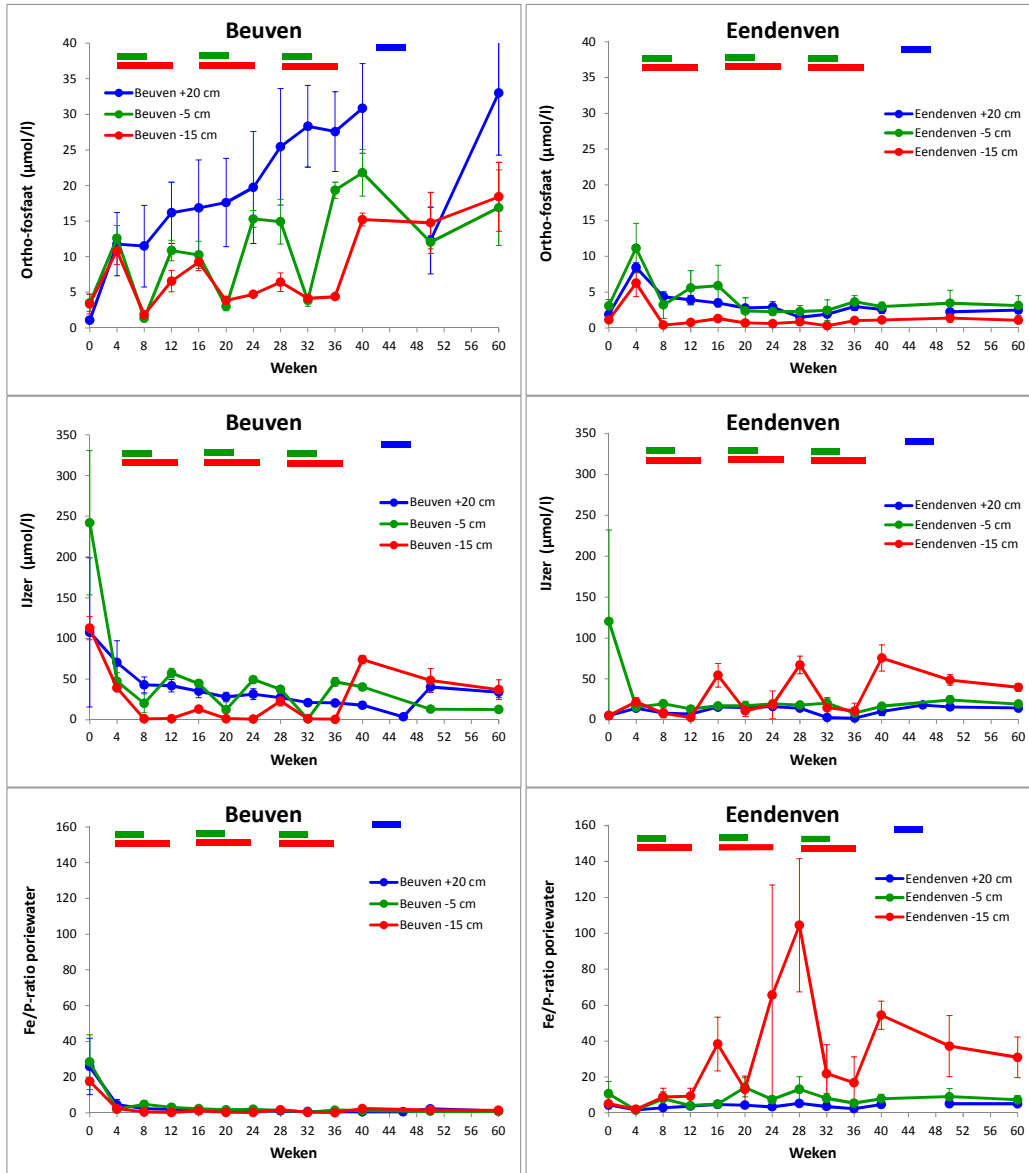 Beuven
Ortho-fosfaat (µmol/l)
40
35
30
25
20
15
10
5
0
Beuven +20 cm
Beuven -5 cm
Beuven -15 cm
0 4 8 12 16 20 24 28 32 36 40 44 48 52 56 60
Weken
Eendenven
Ortho-fosfaat (µmol/l)
40
35
30
25
20
15
10
5
0
Eendenven +20 cm
Eendenven -5 cm
Eendenven -15 cm
0 4 8 12 16 20 24 28 32 36 40 44 48 52 56 60
Weken
Beuven
IJzer (µmol/l)
350
300
250
200
150
100
50
0
Beuven +20 cm
Beuven -5 cm
Beuven -15 cm
0 4 8 12 16 20 24 28 32 36 40 44 48 52 56 60
Weken
Eendenven
IJzer (µmol/l)
350
300
250
200
150
100
50
0
Eendenven +20 cm
Eendenven -5 cm
Eendenven -15 cm
0 4 8 12 16 20 24 28 32 36 40 44 48 52 56 60
Weken
Beuven
Fe/P-ratio poriewater
160
140
120
100
80
60
40
20
0
Beuven +20 cm
Beuven -5 cm
Beuven -15 cm
0 4 8 12 16 20 24 28 32 36 40 44 48 52 56 60
Weken
Eendenven
Fe/P-ratio poriewater
160
140
120
100
80
60
40
20
0
Eendenven +20 cm
Eendenven -5 cm
Eendenven -15 cm
0 4 8 12 16 20 24 28 32 36 40 44 48 52 56 60
Weken